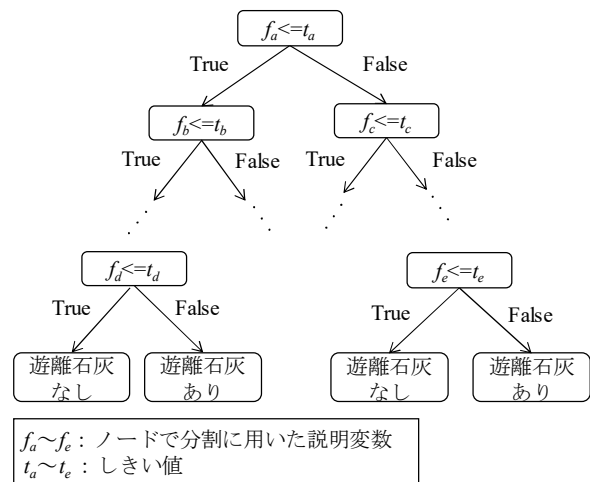 fa<=ta
True False
fb<=tb fc<=tc
True False True False
fd<=td fe<=te
True False True False
遊離石灰 遊離石灰 遊離石灰 遊離石灰
なし あり なし あり
fa～fe : ノードで分割に用いた説明変数
ta～te : しきい値